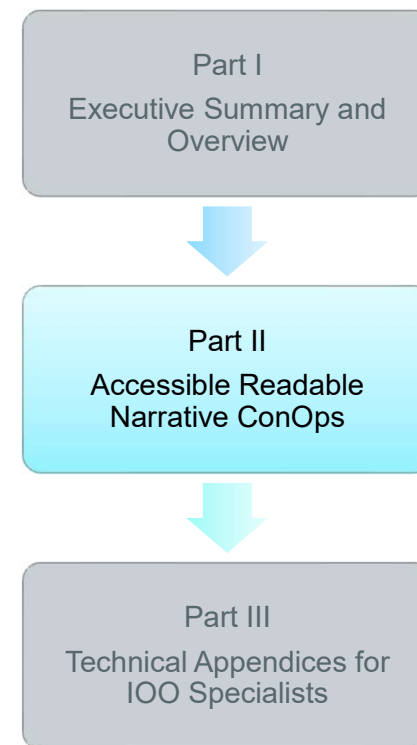 Part I
Executive Summary and
Overview
Part II
Accessible Readable
Narrative ConOps
Part III
Technical Appendices for
IOO Specialists